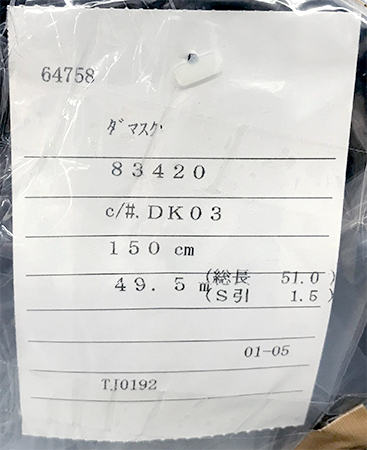 64758
ﾀﾞﾏｽｸ
８３４２０
c/#. ＤＫ０３
１５０ cm
４９．５ m (総長 51.0 )
(Ｓ引 1.5 )
01-05
TJ0192